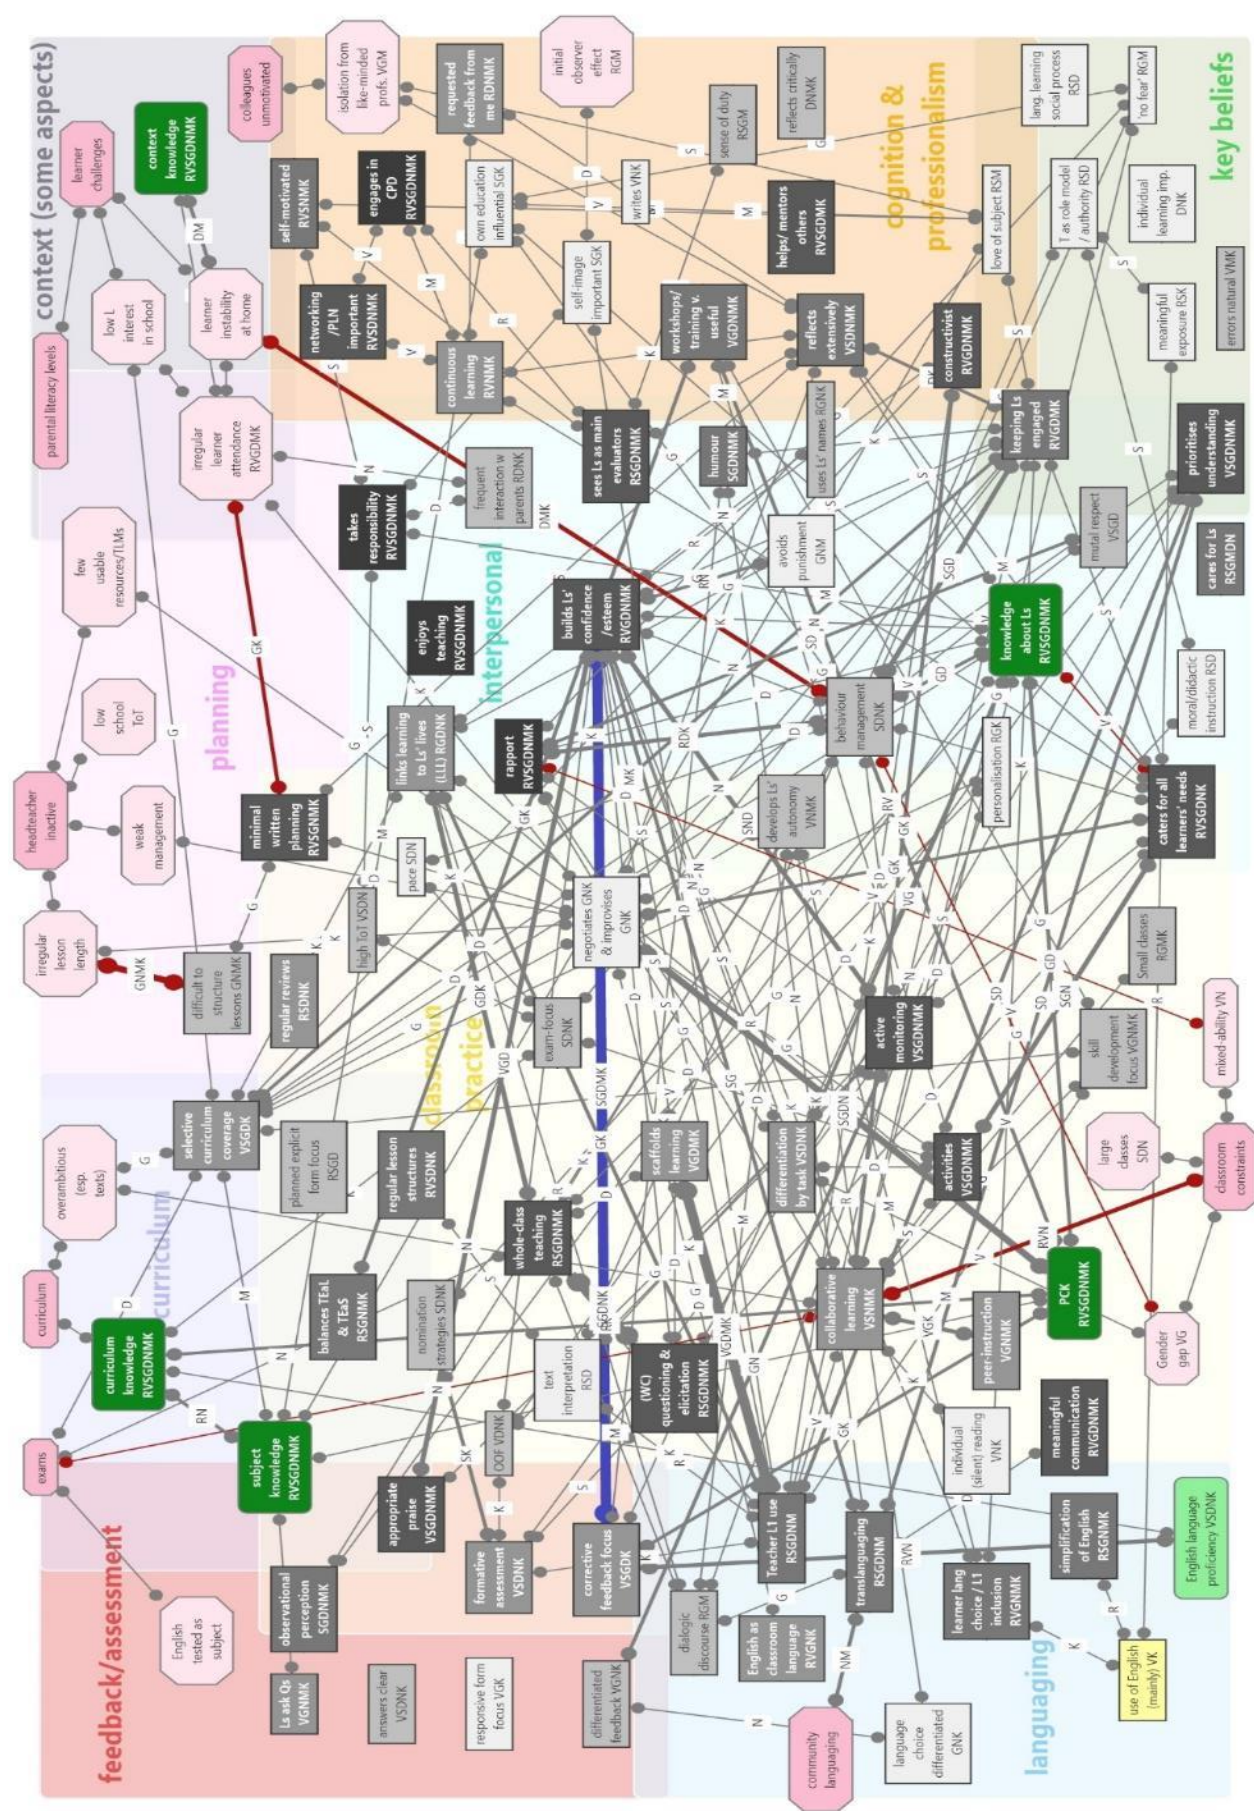 feedback/assessment
curriculum
planning
context (some aspects)
classroom
practice
interpersonal
cognition &
professionalism
languaging
key beliefs
English
tested as
subject
exams
curriculum
overambitious
(esp.
texts)
irregular
lesson
length
headteacher
inactive
weak
management
low
school
ToT
few
usable
resources/TLMs
parental literacy levels
low L
interest
in school
learner
challenges
context
knowledge
RVSGDNMK
learner
instability
at home
irregular
learner
attendance
RVGDMK
colleagues
unmotivated
isolation from
like-minded
profs. VGM
initial
observer
effect
RGM
curriculum
knowledge
RVSGDNMK
subject
knowledge
RVSGDNMK
selective
curriculum
coverage
VSGDK
difficult to
structure
lessons GNMK
minimal
written
planning
RVSGNMK
regular reviews
RSDNK
planned explicit
form focus
RSGD
balances TEaL
& TEaS
RSGNMK
regular lesson
structures
RVSDNK
high ToT VSDN
pace SDN
Ls ask Qs
VGNMK
observational
perception
SGDNMK
answers clear
VSDNK
appropriate
praise
VSGDNMK
nomination
strategies SDNK
responsive form
focus VGK
formative
assessment
VSDNK
OOF VDNK
text
interpretation
RSD
whole-class
teaching
RSGDNMK
exam-focus
SDNK
negotiates GNK
& improvises
GNK
links learning
to Ls' lives
(LLL) RGDNK
rapport
RVSGDNMK
enjoys
teaching
RVSGDNMK
builds Ls'
confidence
/esteem
RVGDNMK
takes
responsibility
RVSGDNMK
frequent
interaction w
parents RDNK
self-motivated
RVSNMK
networking
/PLN
important
RVSDNMK
engages in
CPD
RVSGDNMK
continuous
learning
RVNMK
requested
feedback from
me RDNMK
own education
influential SGK
self-image
important SGK
writes VNK
sees Ls as main
evaluators
RSGDNMK
workshops/
training v.
useful
VGDNMK
sense of duty
RSGM
reflects critically
DNMK
helps/ mentors
others
RVSGDMK
reflects
extensively
VSDNMK
humour
SGDNMK
uses Ls' names RGNK
avoids
punishment
GNM
constructivist
RVGDNMK
love of subject RSM
keeping Ls
engaged
RVGDMK
lang. learning
social process
RSD
'no fear' RGM
T as role model
/ authority RSD
individual
learning imp.
DNK
meaningful
exposure RSK
errors natural VMK
prioritises
understanding
VSGDNMK
mutal respect
VSGD
cares for Ls
RSGMDN
knowledge
about Ls
RVSGDNMK
behaviour
management
SDNK
develops Ls'
autonomy
VNMK
personalisation RGK
moral/didactic
instruction RSD
caters for all
learners' needs
RVSGDNK
differentiated
feedback VGNK
corrective
feedback focus
VSGDK
(WC)
questioning &
elicitation
RSGDNMK
scaffolds
learning
VGDMK
differentiation
by task VSDNK
collaborative
learning
VSNMK
active
monitoring
VSGDNMK
activities
VSGDNMK
skill
development
focus VGNMK
Small classes
RGMK
mixed-ability VN
large
classes
SDN
classroom
constraints
Gender
gap VG
PCK
RVSGDNMK
peer-instruction
VGNMK
individual
(silent) reading
VNK
meaningful
communication
RVGDNMK
dialogic
discourse RGM
Teacher L1 use
RSGDNM
English as
classroom
language
RVGNK
translanguaging
RSGDNM
community
languaging
language
choice
differentiated
GNK
learner lang
choice / L1
inclusion
RVGNMK
simplification
of English
RSGNMK
use of English
(mainly) VK
English language
proficiency VSDNK
GNMK
GK
DMK
DM
RN
SGDMK
VGD
GDK
VGDMK
RVN
NM
SGD
SGDN
SND
RDK
VGK
SGN